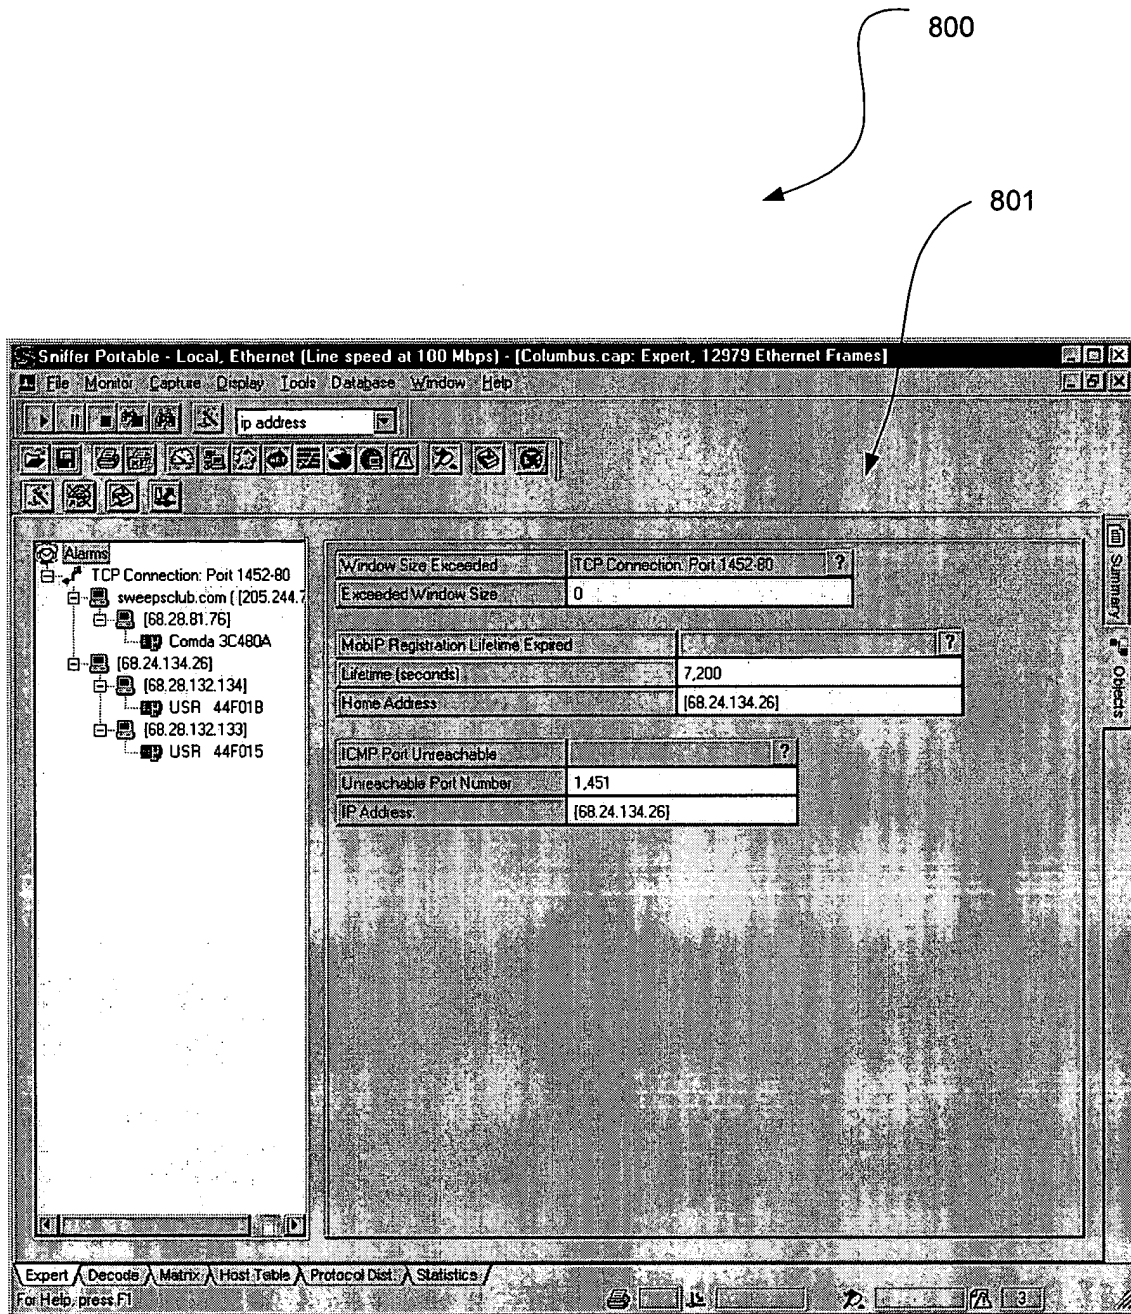 800
801
Sniffer Portable - Local, Ethernet (Line speed at 100 Mbps) - [Columbus.cap: Expert, 12979 Ethernet Frames]
File Monitor Capture Display Tools Database Window Help
ip address
Alarms
TCP Connection: Port 1452-80
sweepsclub.com ( [205.244.7
[68.28.81.76]
Comda 3C480A
[68.24.134.26]
[68.28.132.134]
USR 44F01B
[68.28.132.133]
USR 44F015
Window Size Exceeded TCP Connection: Port 1452-80 ?
Exceeded Window Size 0
MobIP Registration Lifetime Expired ?
Lifetime (seconds) 7,200
Home Address [68.24.134.26]
ICMP Port Unreachable ?
Unreachable Port Number 1,451
IP Address: [68.24.134.26]
Summary
Objects
Expert Decode Matrix Host Table Protocol Dist. Statistics
For Help, press F1
3